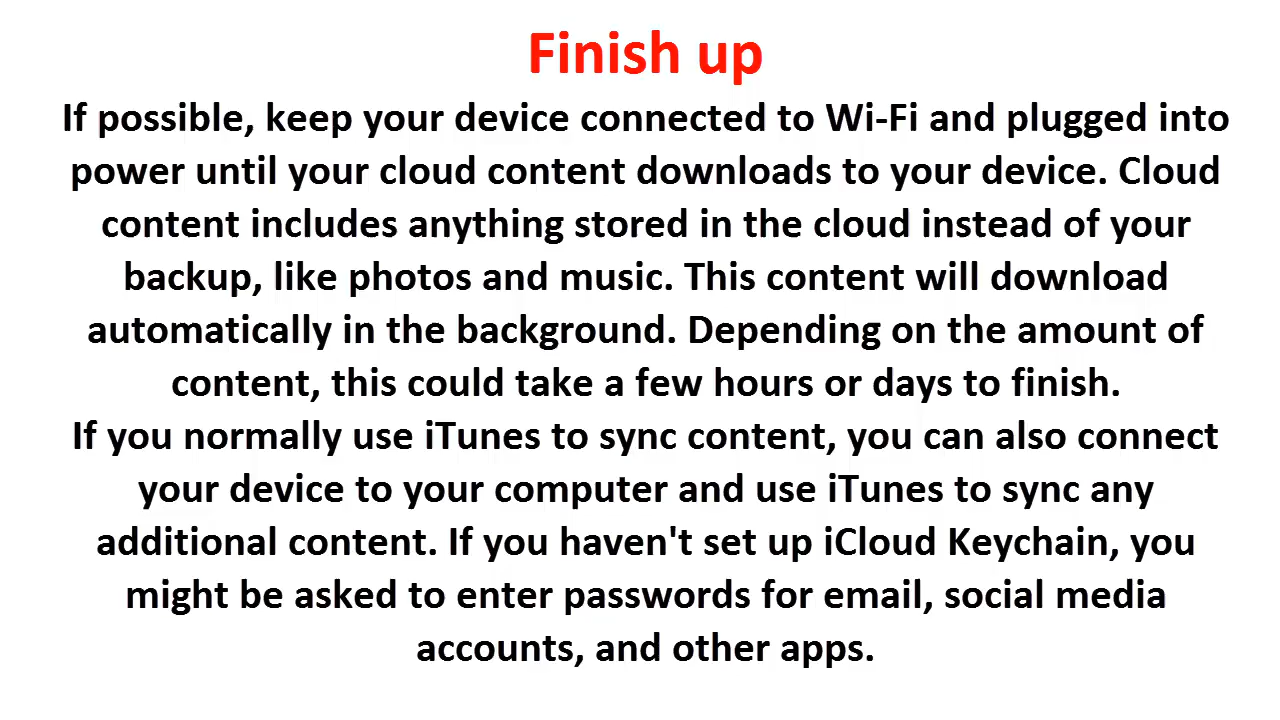 Finish up
If possible, keep your device connected to Wi-Fi and plugged into
power until your cloud content downloads to your device. Cloud
content includes anything stored in the cloud instead of your
backup, like photos and music. This content will download
automatically in the background. Depending on the amount of
content, this could take a few hours or days to finish.
If you normally use iTunes to sync content, you can also connect
your device to your computer and use iTunes to sync any
additional content. If you haven't set up iCloud Keychain, you
might be asked to enter passwords for email, social media
accounts, and other apps.